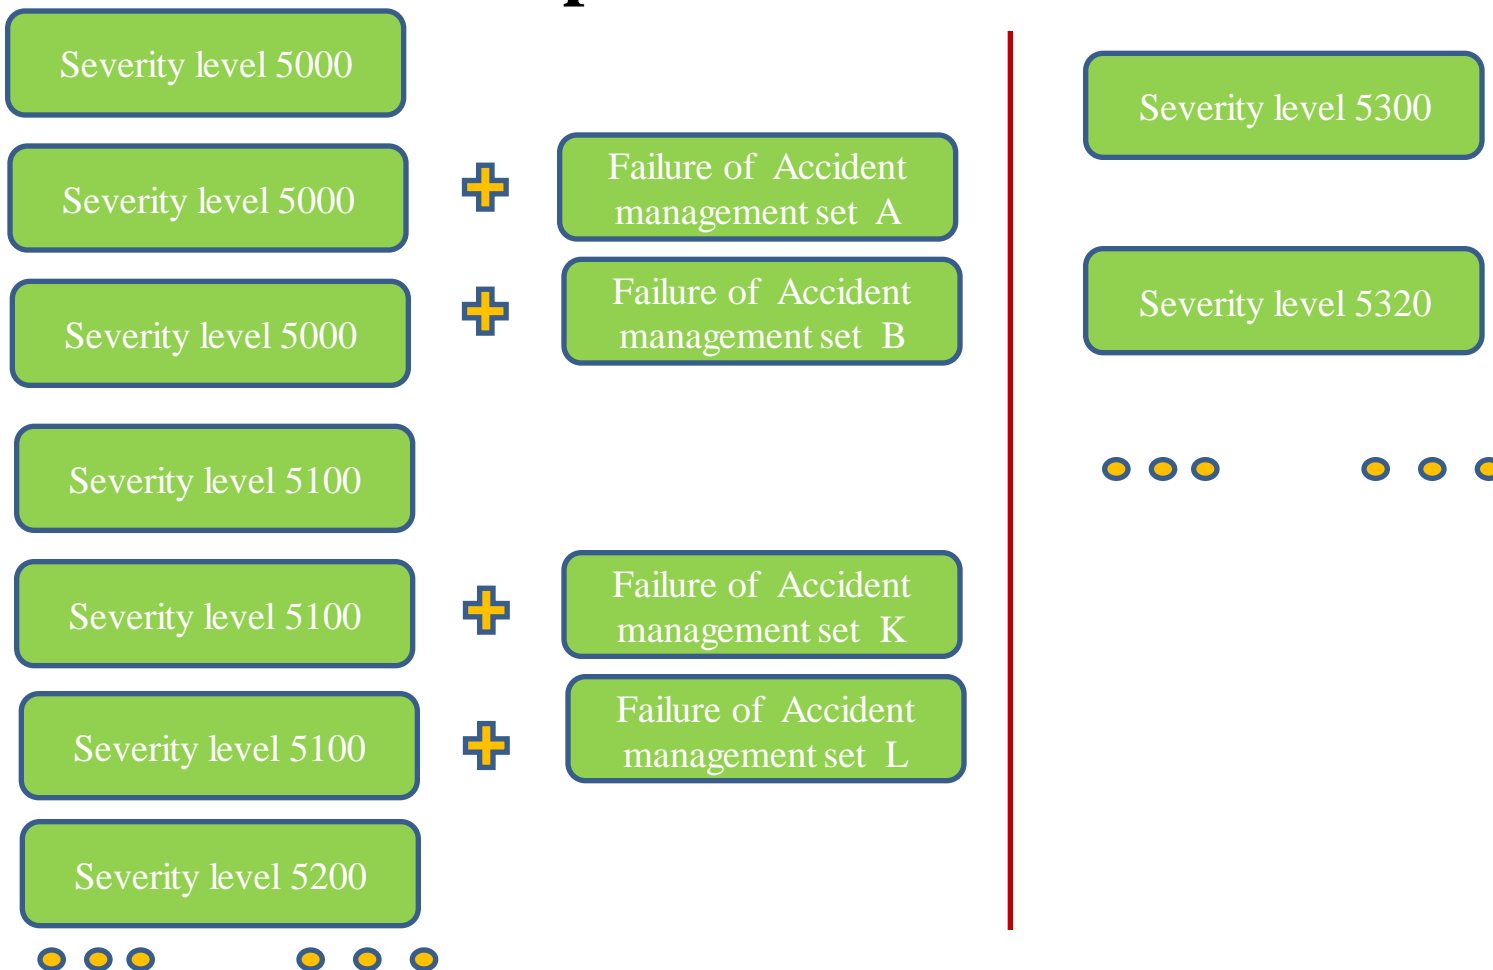 Severity level 5000
Severity level 5000
Failure of Accident
management set A
Severity level 5000
Failure of Accident
management set B
Severity level 5100
Severity level 5100
Failure of Accident
management set K
Severity level 5100
Failure of Accident
management set L
Severity level 5200
Severity level 5300
Severity level 5320